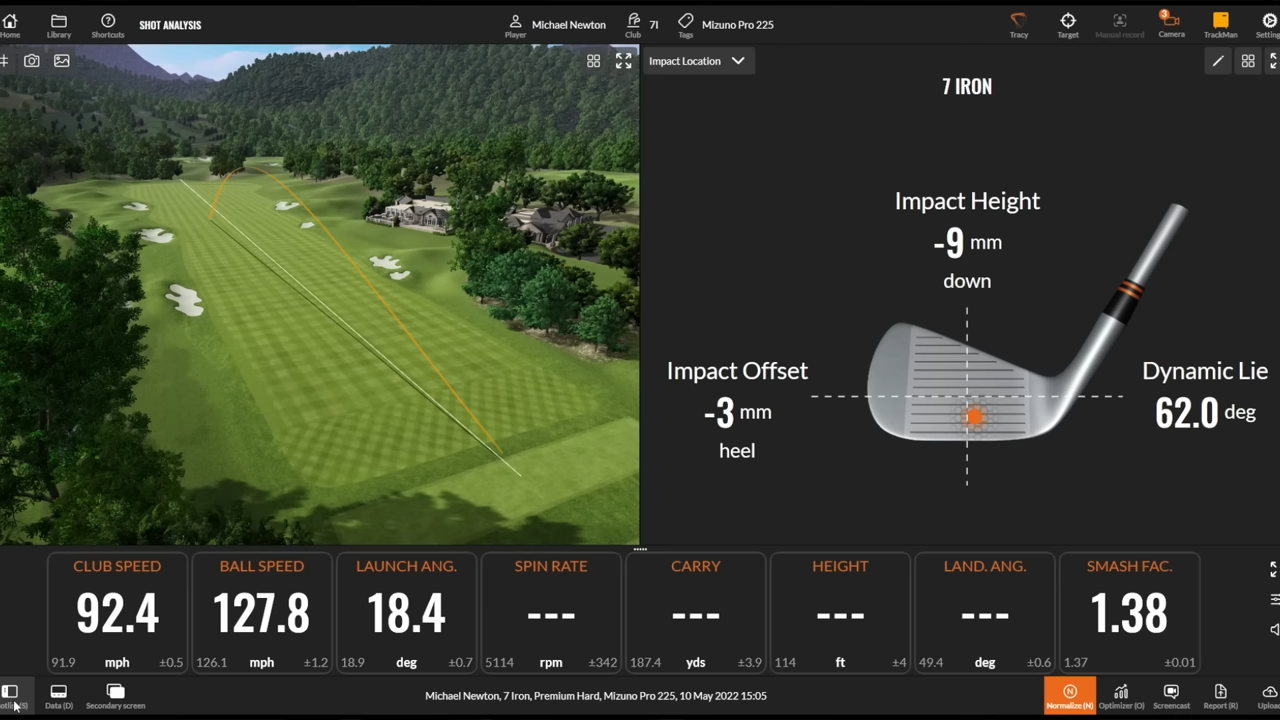 Home
Library
Shortcuts
SHOT ANALYSIS
Player
Michael Newton
Club
7I
Tags
Mizuno Pro 225
Tracy
Target
Manual record
3
Camera
TrackMan
Setting
Impact Location
7 IRON
Impact Height
-9 mm
down
Impact Offset
-3 mm
heel
Dynamic Lie
62.0 deg
CLUB SPEED
92.4
91.9 mph ±0.5
BALL SPEED
127.8
126.1 mph ±1.2
LAUNCH ANG.
18.4
18.9 deg ±0.7
SPIN RATE
---
5114 rpm ±342
CARRY
---
187.4 yds ±3.9
HEIGHT
---
114 ft ±4
LAND. ANG.
---
49.4 deg ±0.6
SMASH FAC.
1.38
1.37 ±0.01
Data (D)
Secondary screen
Michael Newton, 7 Iron, Premium Hard, Mizuno Pro 225, 10 May 2022 15:05
N
Normalize (N)
Optimizer (O)
Screencast
Report (R)
Upload